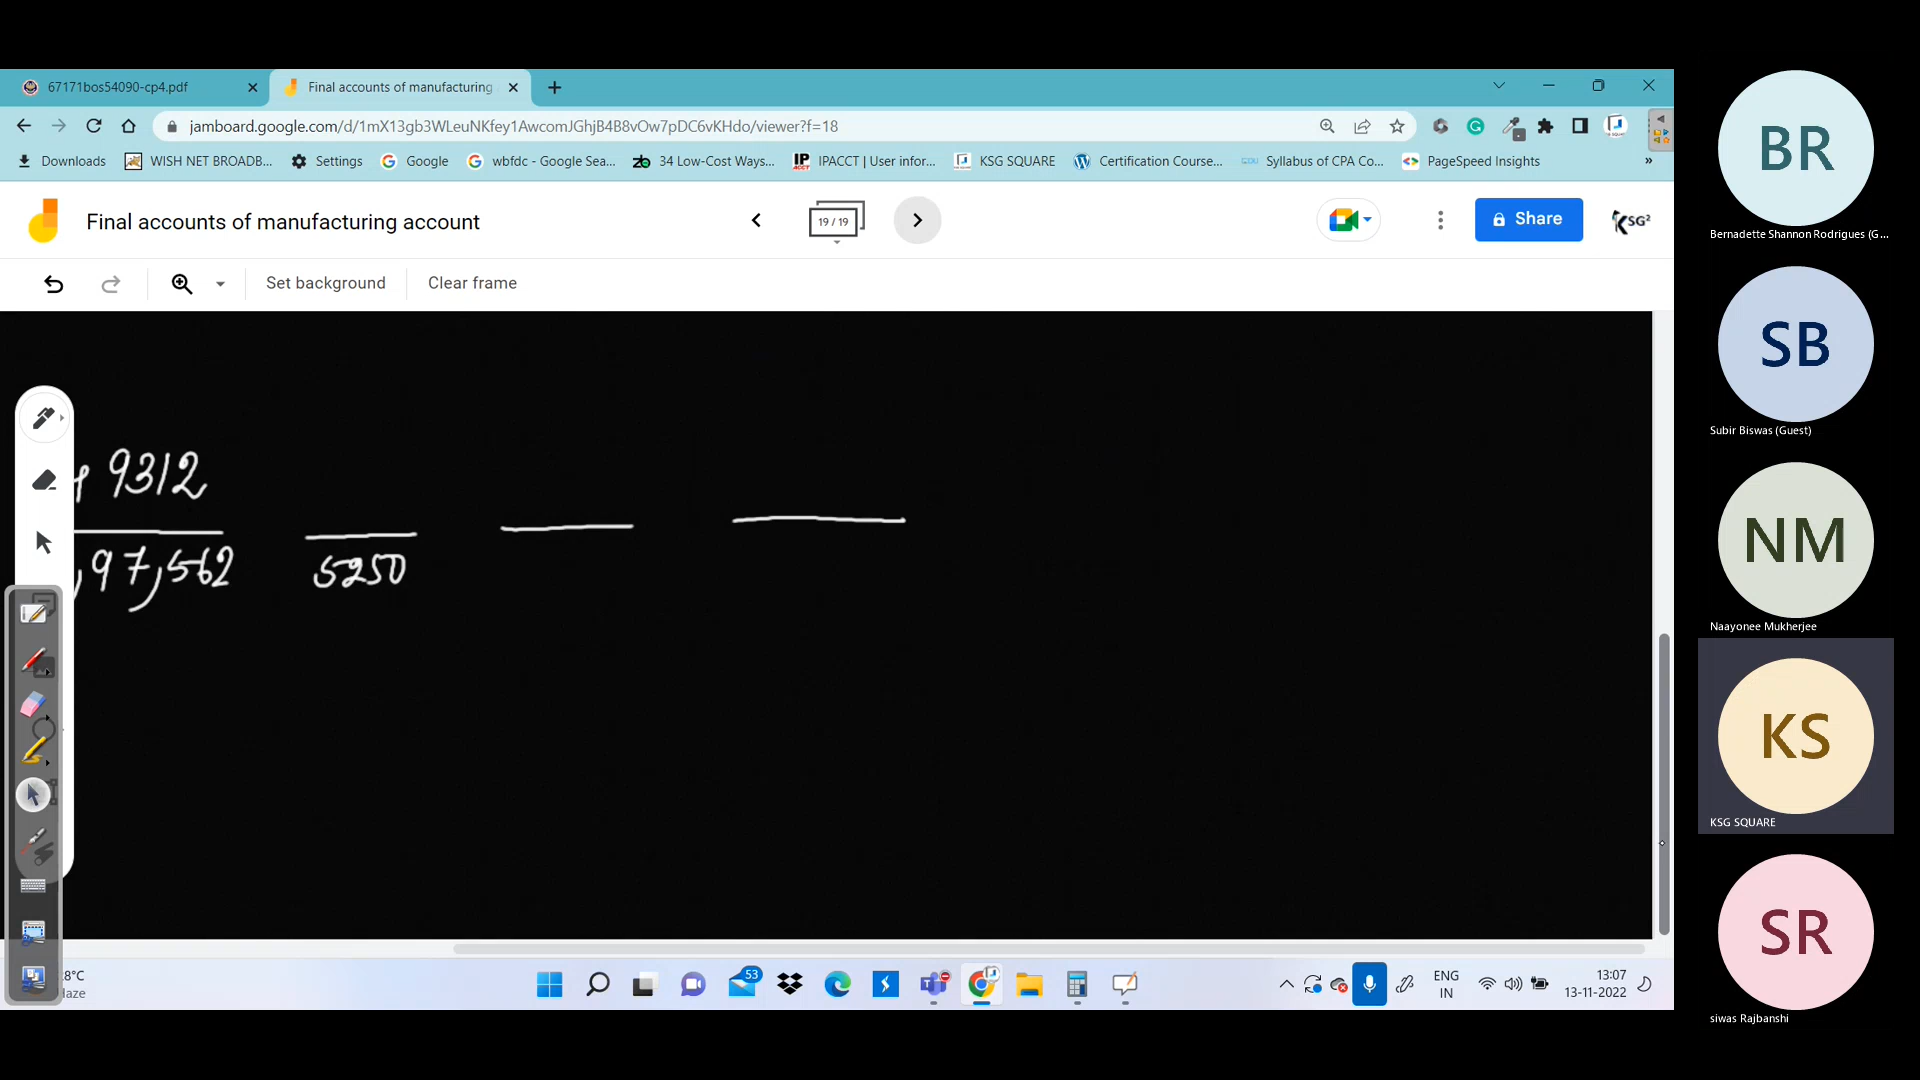 67171bos54090-cp4.pdf
Final accounts of manufacturing
jamboard.google.com/d/1mX13gb3WLeuNKfey1AwcomJGhjB4B8vOw7pDC6vKHdo/viewer?f=18
Downloads WISH NET BROADB... Settings Google wbfdc - Google Sea... 34 Low-Cost Ways... IPACCT | User infor... KSG SQUARE Certification Course... Syllabus of CPA Co... PageSpeed Insights »
Final accounts of manufacturing account
19 / 19
Share
KSG²
Set background Clear frame
9312
,97,562 5250
BR
Bernadette Shannon Rodrigues (G...
SB
Subir Biswas (Guest)
NM
Naayonee Mukherjee
KS
KSG SQUARE
SR
siwas Rajbanshi
8°C
laze
53
ENG
IN
13:07
13-11-2022